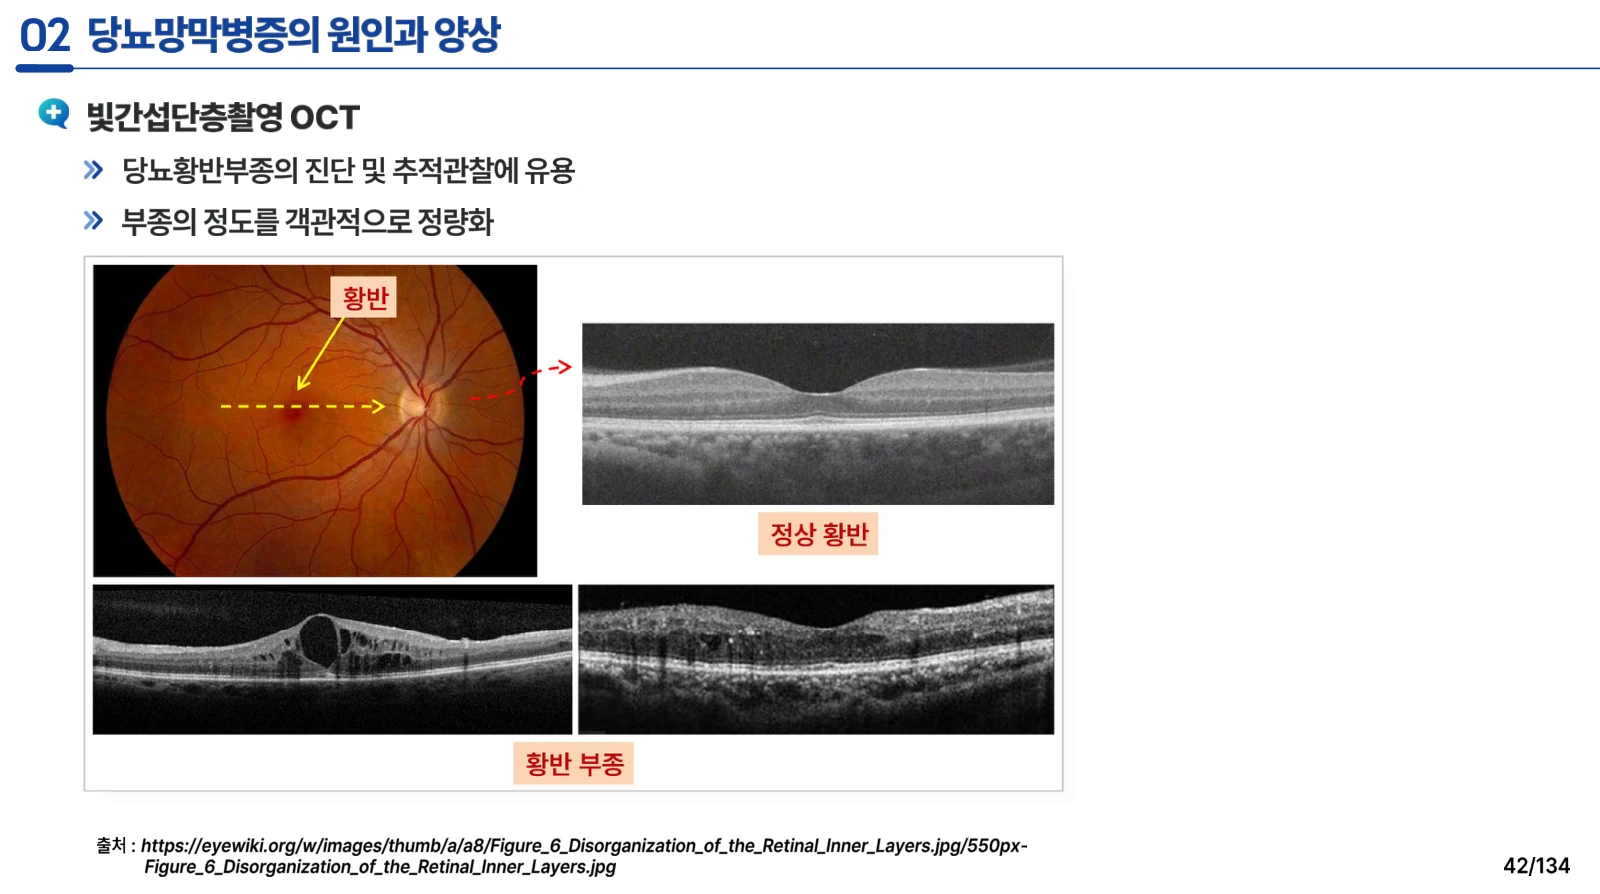 02 당뇨망막병증의 원인과 양상
빛간섭단층촬영 OCT
당뇨황반부종의 진단 및 추적관찰에 유용
부종의 정도를 객관적으로 정량화
황반
정상 황반
황반 부종
출처 : https://eyewiki.org/w/images/thumb/a/a8/Figure_6_Disorganization_of_the_Retinal_Inner_Layers.jpg/550px-
Figure_6_Disorganization_of_the_Retinal_Inner_Layers.jpg
42/134